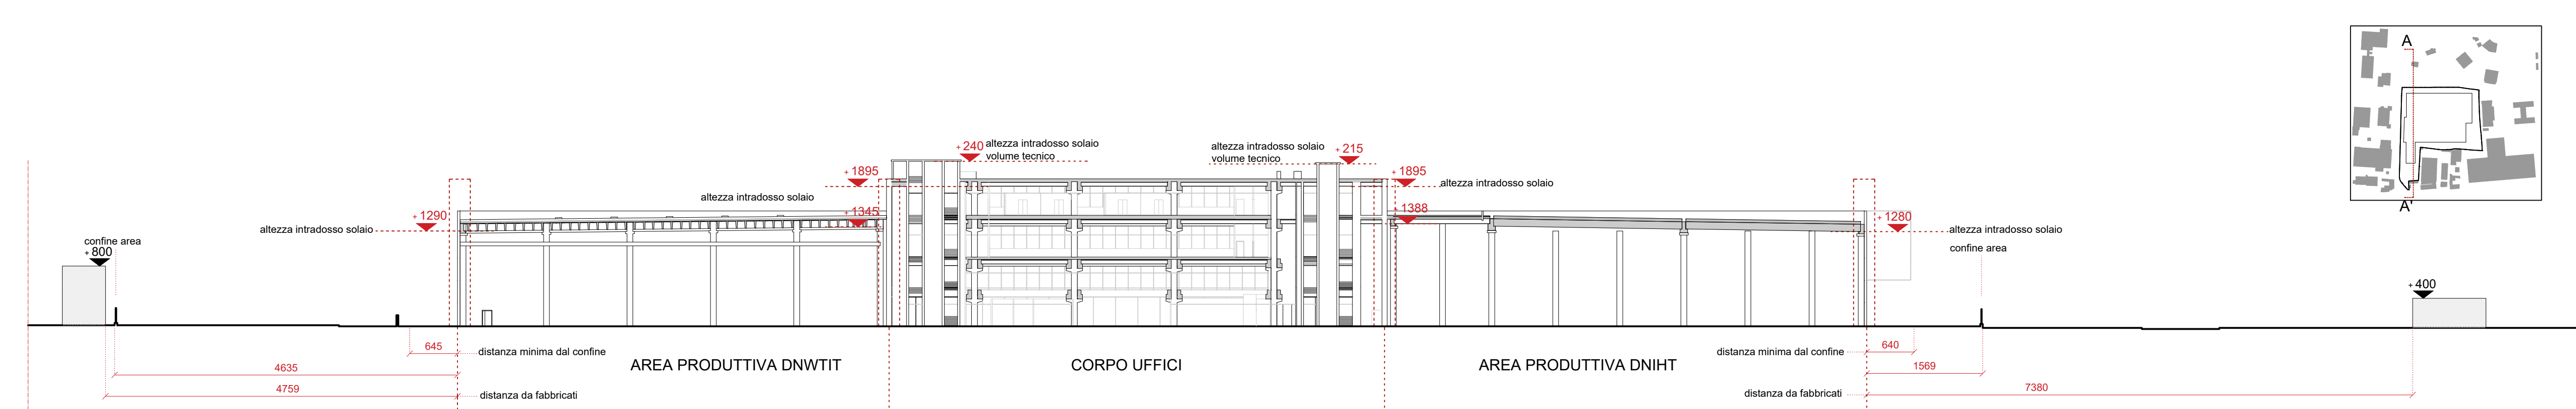 A
A'
+ 240 altezza intradosso solaio
volume tecnico
altezza intradosso solaio
volume tecnico
+ 215
+ 1895
+ 1895
altezza intradosso solaio
altezza intradosso solaio
+ 1345
+ 1388
+ 1290
altezza intradosso solaio
+ 1280
altezza intradosso solaio
confine area
confine area
+ 800
+ 400
645
distanza minima dal confine
AREA PRODUTTIVA DNWTIT
CORPO UFFICI
AREA PRODUTTIVA DNIHT
distanza minima dal confine
640
4635
1569
4759
distanza da fabbricati
distanza da fabbricati
7380